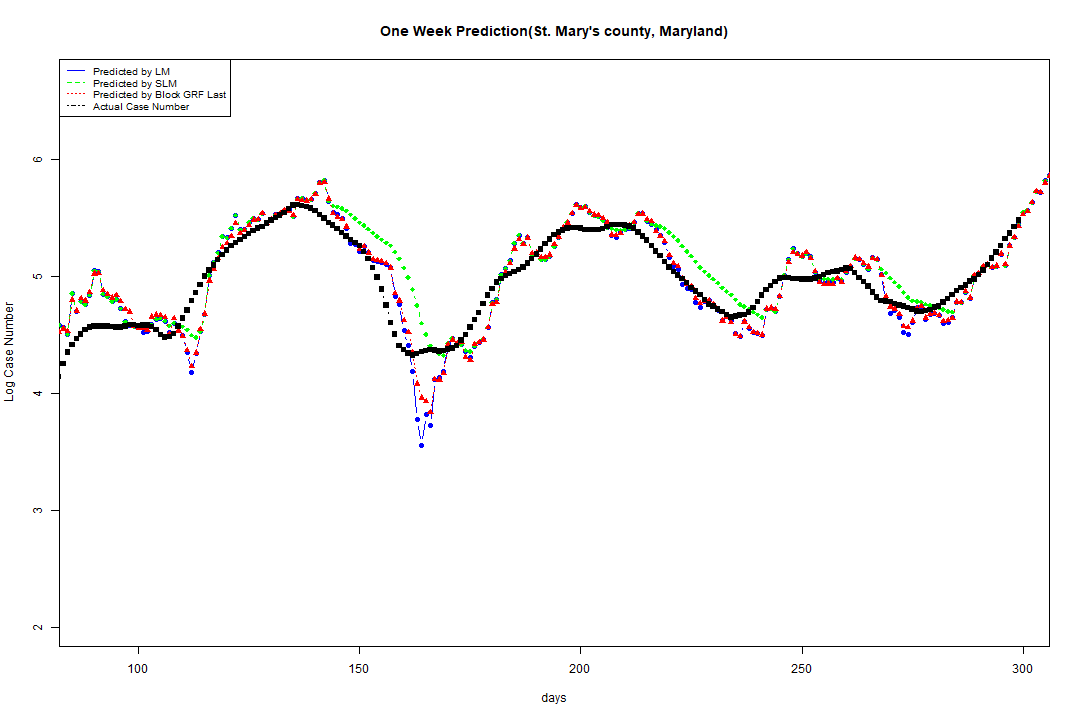 One Week Prediction(St. Mary's county, Maryland)
Predicted by LM
Predicted by SLM
Predicted by Block GRF Last
Actual Case Number
6
5
4
3
2
Log Case Number
100 150 200 250 300
days